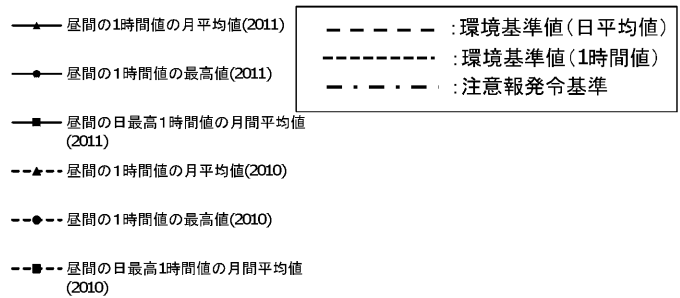 昼間の1時間値の月平均値(2011)
昼間の1時間値の最高値(2011)
昼間の日最高1時間値の月間平均値
(2011)
昼間の1時間値の月平均値(2010)
昼間の1時間値の最高値(2010)
昼間の日最高1時間値の月間平均値
(2010)
:環境基準値(日平均値)
:環境基準値(1時間値)
:注意報発令基準